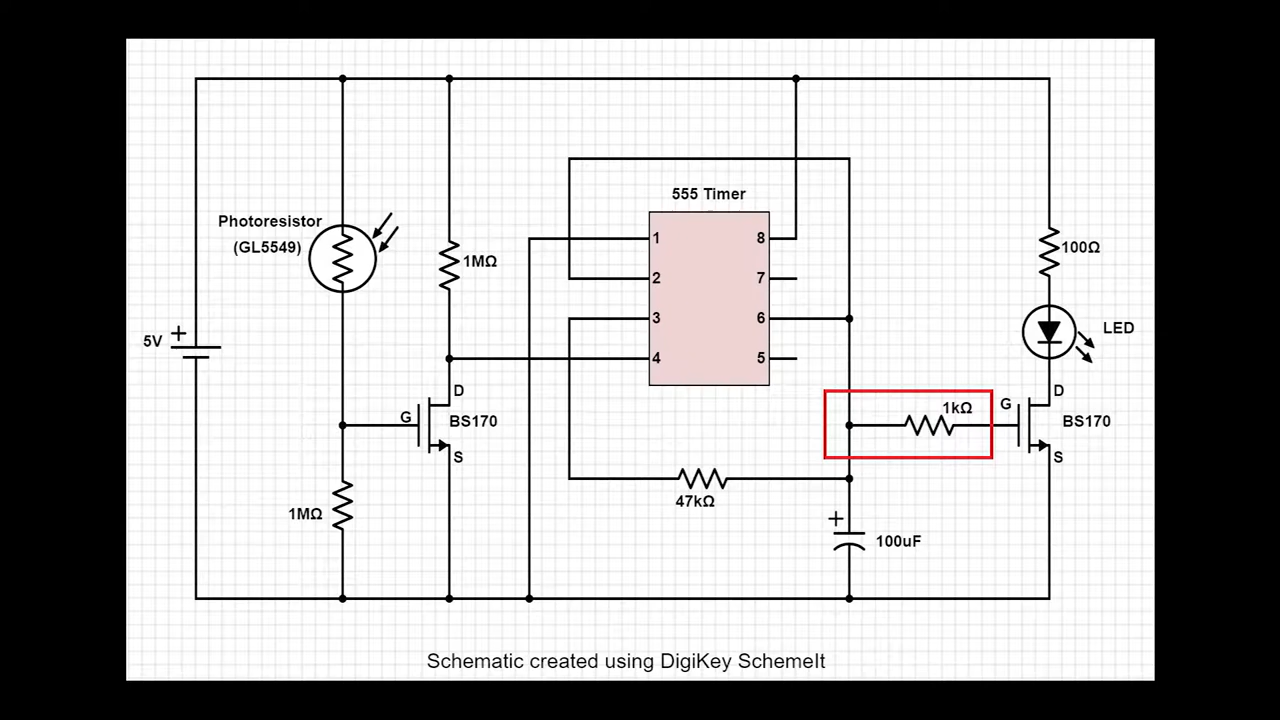 555 Timer
Photoresistor
(GL5549)
1MΩ
100Ω
1
2
3
4
8
7
6
5
5V
+
LED
D
G
BS170
S
1kΩ
G
D
BS170
S
1MΩ
47kΩ
+
100uF
Schematic created using DigiKey SchemeIt